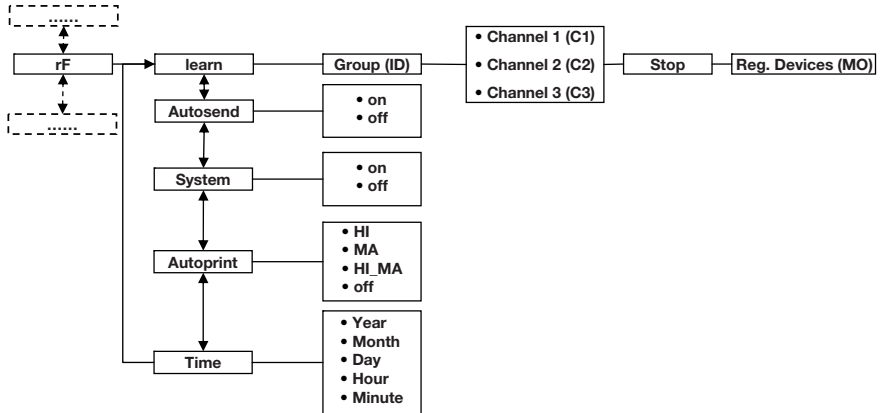 ......
rF
......
learn
Group (ID)
• Channel 1 (C1)
• Channel 2 (C2)
• Channel 3 (C3)
Stop
Reg. Devices (MO)
Autosend
• on
• off
System
• on
• off
Autoprint
• HI
• MA
• HI_MA
• off
Time
• Year
• Month
• Day
• Hour
• Minute